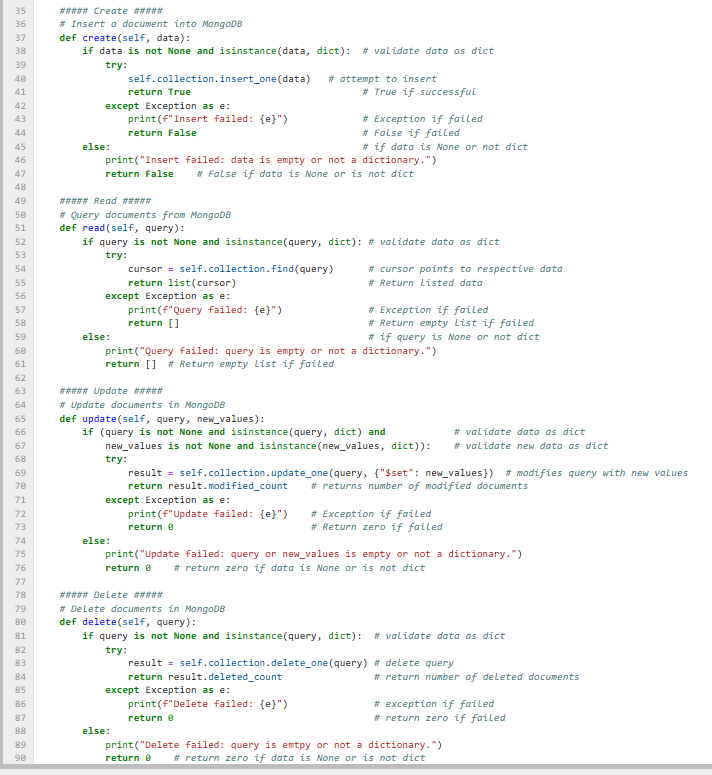 35 ##### Create #####
36 # Insert a document into MongoDB
37 def create(self, data):
38     if data is not None and isinstance(data, dict):  # validate data as dict
39         try:
40             self.collection.insert_one(data)   # attempt to insert
41             return True                              # True if successful
42         except Exception as e:
43             print(f"Insert failed: {e}")             # Exception if failed
44             return False                             # False if failed
45     else:                                            # if data is None or not dict
46         print("Insert failed: data is empty or not a dictionary.")
47         return False    # False if data is None or is not dict
48
49 ##### Read #####
50 # Query documents from MongoDB
51 def read(self, query):
52     if query is not None and isinstance(query, dict): # validate data as dict
53         try:
54             cursor = self.collection.find(query)      # cursor points to respective data
55             return list(cursor)                       # Return listed data
56         except Exception as e:
57             print(f"Query failed: {e}")               # Exception if failed
58             return []                                 # Return empty list if failed
59     else:                                             # if query is None or not dict
60         print("Query failed: query is empty or not a dictionary.")
61         return []  # Return empty list if failed
62
63 ##### Update #####
64 # Update documents in MongoDB
65 def update(self, query, new_values):
66     if (query is not None and isinstance(query, dict) and            # validate data as dict
67         new_values is not None and isinstance(new_values, dict)):    # validate new data as dict
68         try:
69             result = self.collection.update_one(query, {"$set": new_values})  # modifies query with new values
70             return result.modified_count    # returns number of modified documents
71         except Exception as e:
72             print(f"Update failed: {e}")    # Exception if failed
73             return 0                        # Return zero if failed
74     else:
75         print("Update failed: query or new_values is empty or not a dictionary.")
76         return 0    # return zero if data is None or is not dict
77
78 ##### Delete #####
79 # Delete documents in MongoDB
80 def delete(self, query):
81     if query is not None and isinstance(query, dict):  # validate data as dict
82         try:
83             result = self.collection.delete_one(query) # delete query
84             return result.deleted_count                # return number of deleted documents
85         except Exception as e:
86             print(f"Delete failed: {e}")               # exception if failed
87             return 0                                   # return zero if failed
88     else:
89         print("Delete failed: query is emtpy or not a dictionary.")
90         return 0    # return zero if data is None or is not dict